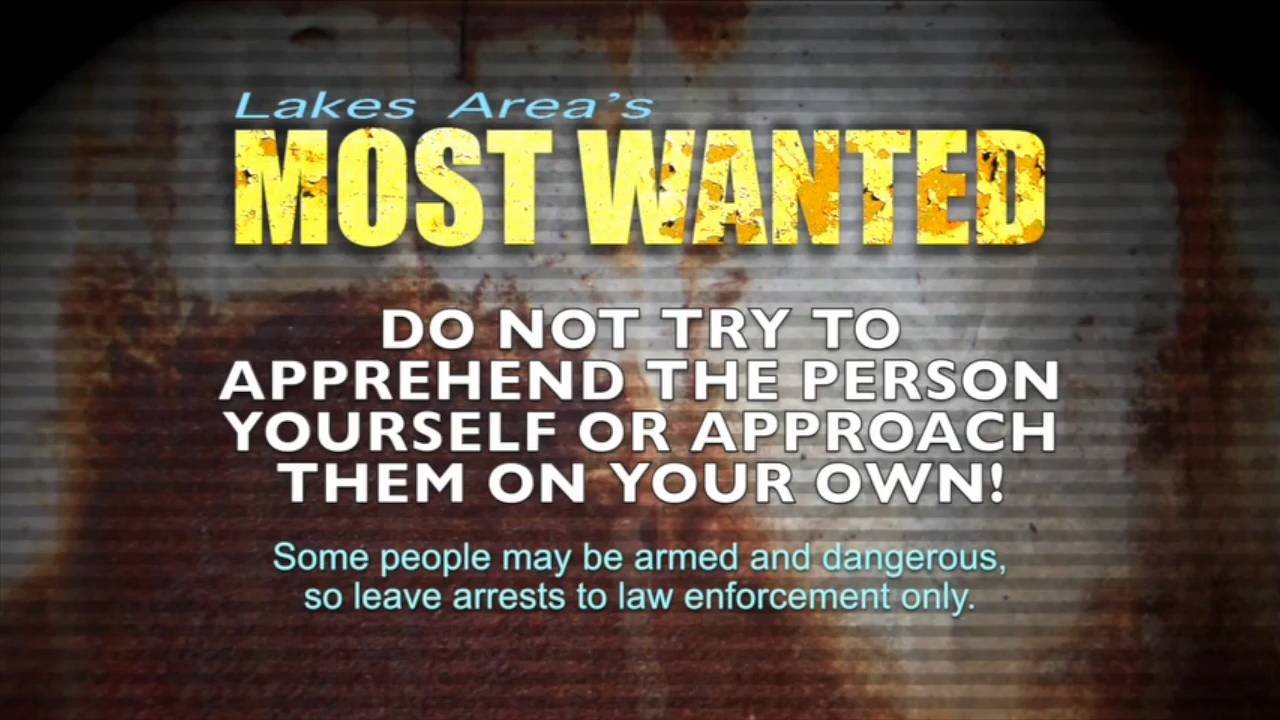 Lakes Area's
MOST WANTED
DO NOT TRY TO
APPREHEND THE PERSON
YOURSELF OR APPROACH
THEM ON YOUR OWN!
Some people may be armed and dangerous,
so leave arrests to law enforcement only.